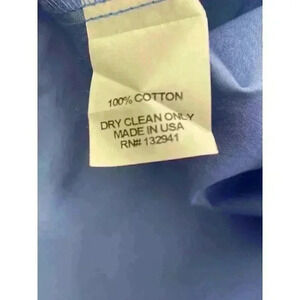 100% COTTON
DRY CLEAN ONLY
MADE IN USA
RN# 132941